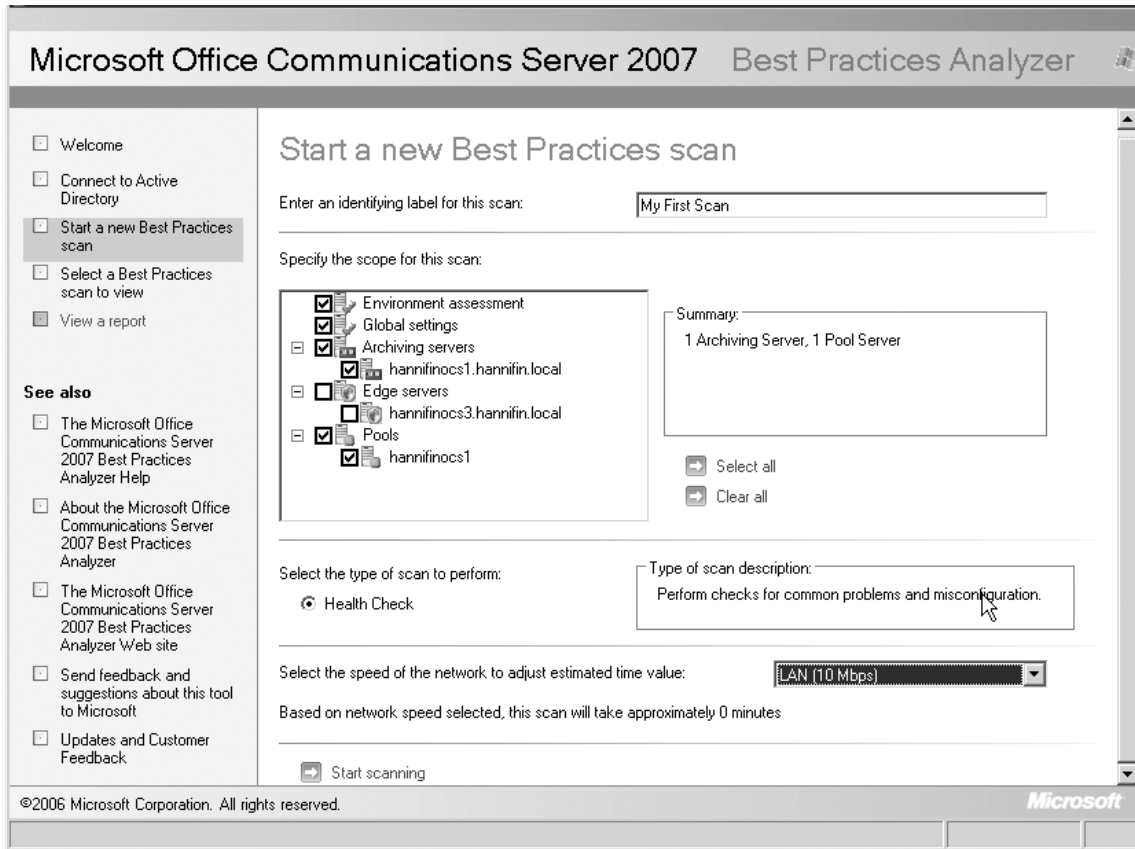 Microsoft Office Communications Server 2007 Best Practices Analyzer
Welcome
Connect to Active
Directory
Start a new Best Practices
scan
Select a Best Practices
scan to view
View a report
See also
The Microsoft Office
Communications Server
2007 Best Practices
Analyzer Help
About the Microsoft Office
Communications Server
2007 Best Practices
Analyzer
The Microsoft Office
Communications Server
2007 Best Practices
Analyzer Web site
Send feedback and
suggestions about this tool
to Microsoft
Updates and Customer
Feedback
Start a new Best Practices scan
Enter an identifying label for this scan:
My First Scan
Specify the scope for this scan:
Environment assessment
Global settings
Archiving servers
hannifinocs1.hannifin.local
Edge servers
hannifinocs3.hannifin.local
Pools
hannifinocs1
Summary:
1 Archiving Server, 1 Pool Server
Select all
Clear all
Select the type of scan to perform:
Health Check
Type of scan description:
Perform checks for common problems and misconfiguration.
Select the speed of the network to adjust estimated time value:
LAN (10 Mbps)
Based on network speed selected, this scan will take approximately 0 minutes
Start scanning
©2006 Microsoft Corporation. All rights reserved.
Microsoft